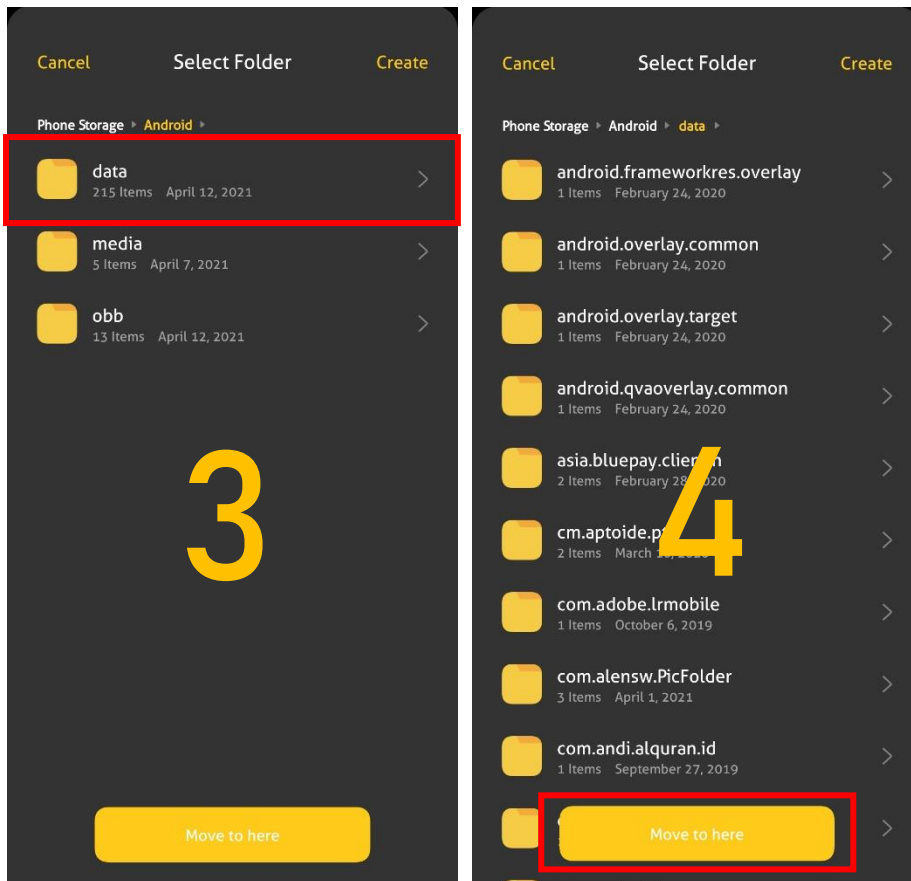 Cancel Select Folder Create
Phone Storage Android
data
215 Items April 12, 2021
media
5 Items April 7, 2021
obb
13 Items April 12, 2021
3
Move to here
Cancel Select Folder Create
Phone Storage Android data
android.frameworkres.overlay
1 Items February 24, 2020
android.overlay.common
1 Items February 24, 2020
android.overlay.target
1 Items February 24, 2020
android.qvaoverlay.common
1 Items February 24, 2020
2 Items February
cm.aptoide.pt
2 Items March
com.adobe.lrmobile
1 Items October 6, 2019
com.alensw.PicFolder
3 Items April 1, 2021
com.andi.alquran.id
1 Items September 27, 2019
4
Move to here